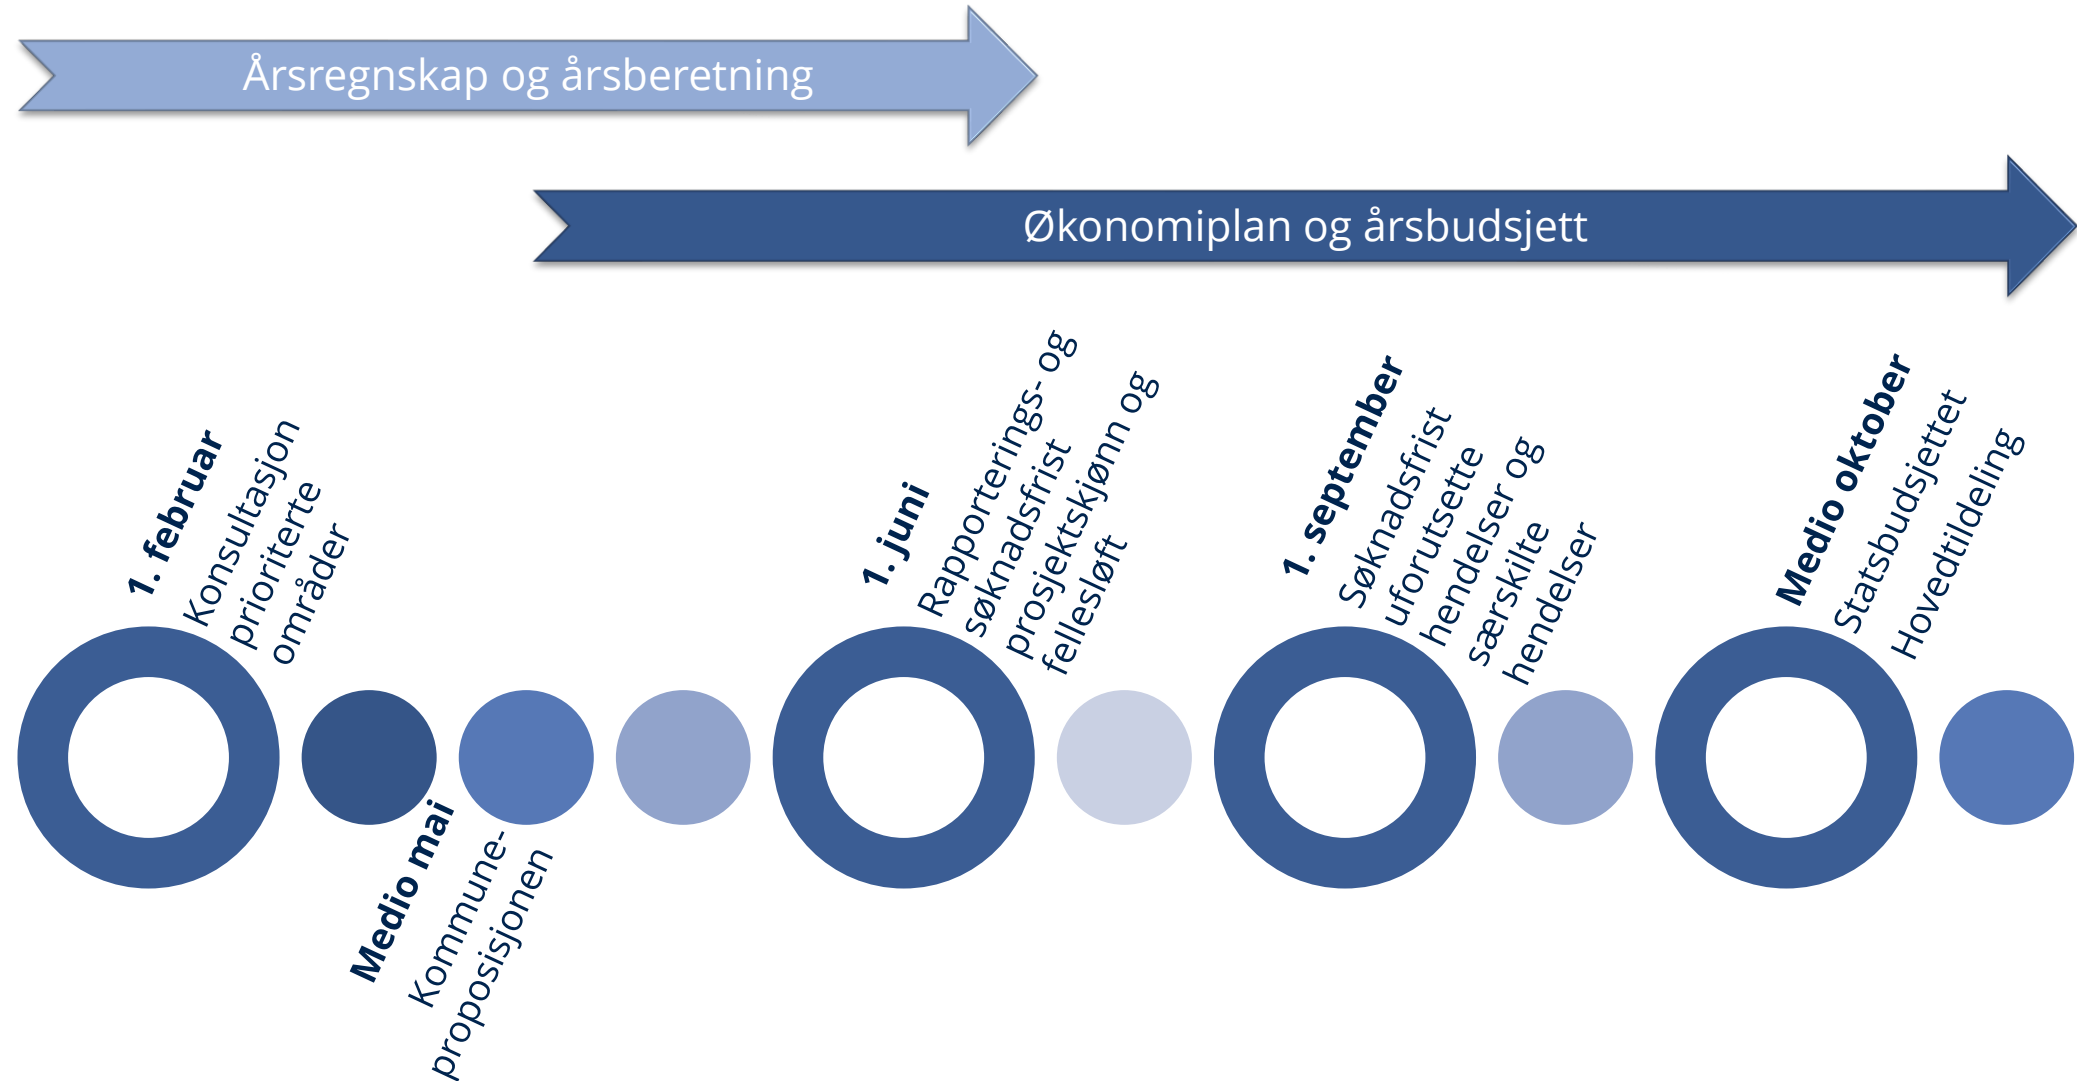 Årsregnskap og årsberetning
Økonomiplan og årsbudsjett
1. februar
Konsultasjon
prioriterte
områder
Medio mai
Kommune-
proposisjonen
1. juni
Rapporterings- og
søknadsfrist
prosjektskjønn og
fellesløft
1. september
Søknadsfrist
uforutsette
hendelser og
særskilte
hendelser
Medio oktober
Statsbudsjettet
Hovedtildeling